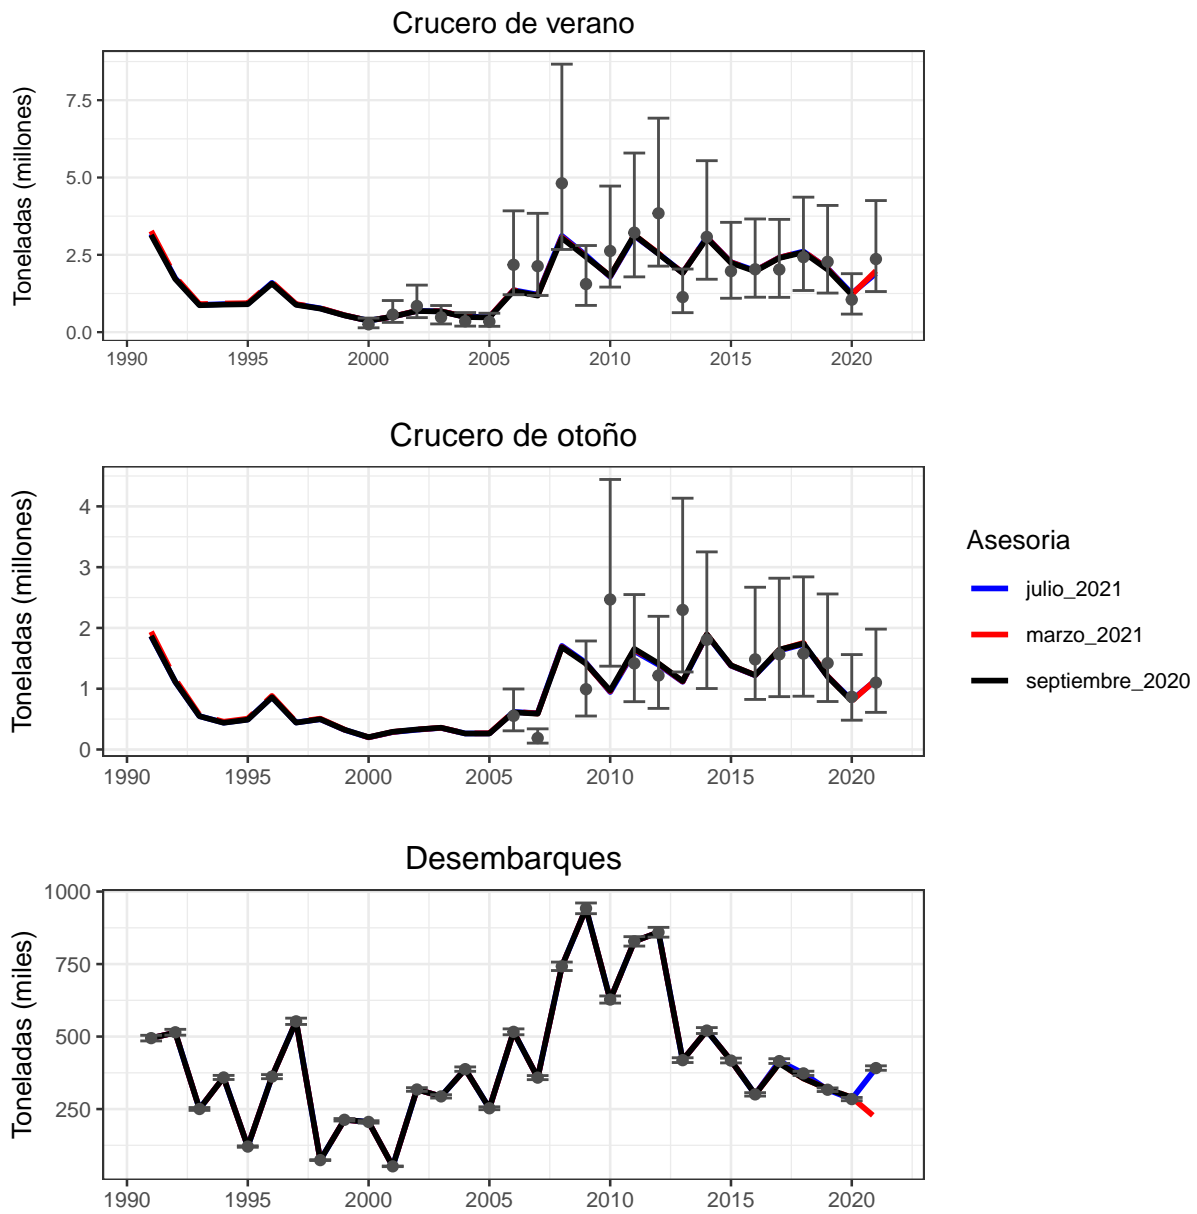 Crucero de verano
Toneladas (millones)
7.5
5.0
2.5
0.0
1990 1995 2000 2005 2010 2015 2020
Crucero de otoño
Toneladas (millones)
4
3
2
1
0
1990 1995 2000 2005 2010 2015 2020
Asesoria
julio_2021
marzo_2021
septiembre_2020
Desembarques
Toneladas (miles)
1000
750
500
250
1990 1995 2000 2005 2010 2015 2020